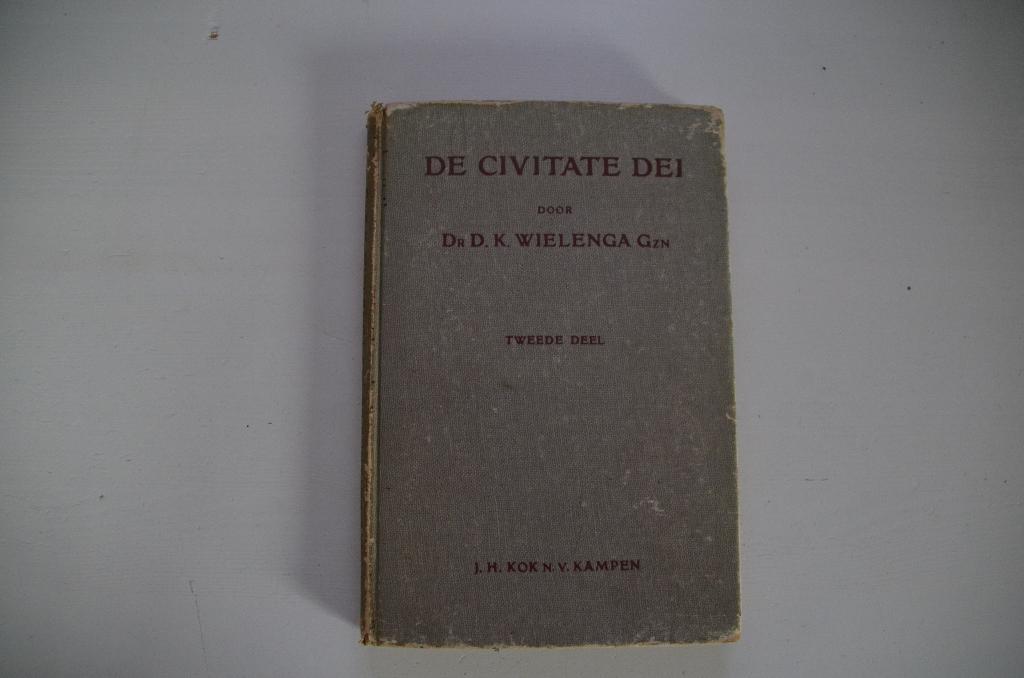 DE CIVITATE DEI
DOOR
DR D. K. WIELENGA GZN
TWEEDE DEEL
J. H. KOK N. V. KAMPEN